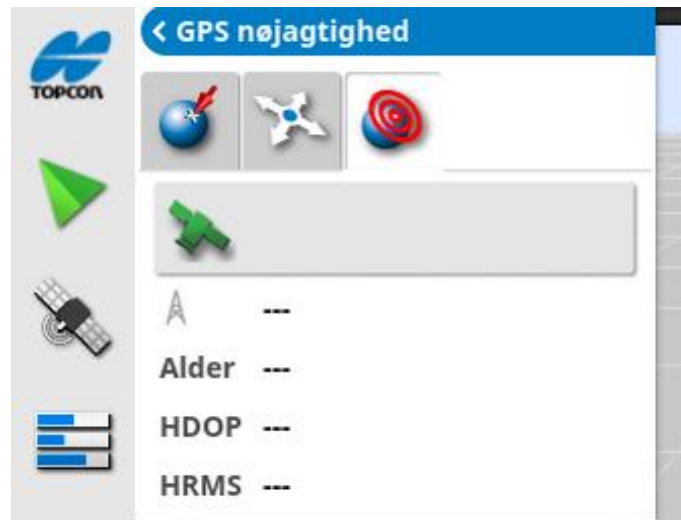 TOPCON
GPS nøjagtighed
---
Alder ---
HDOP ---
HRMS ---